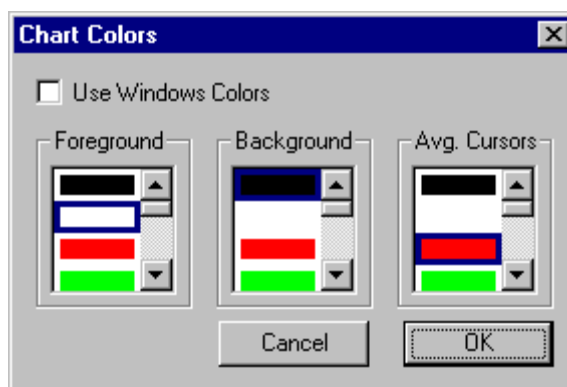 Chart Colors
Use Windows Colors
Foreground
Background
Avg. Cursors
Cancel
OK